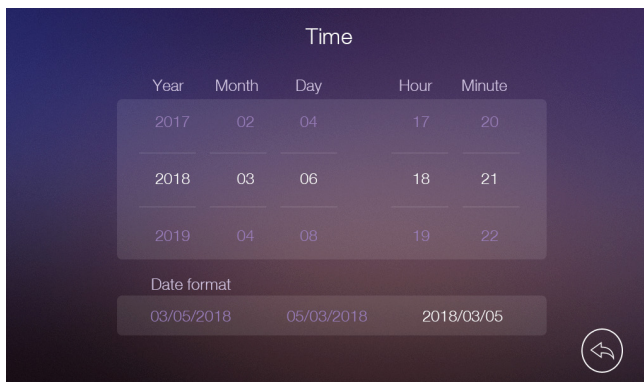 Time
Year Month Day Hour Minute
2017 02 04 17 20
2018 03 06 18 21
2019 04 08 19 22
Date format
03/05/2018 05/03/2018 2018/03/05